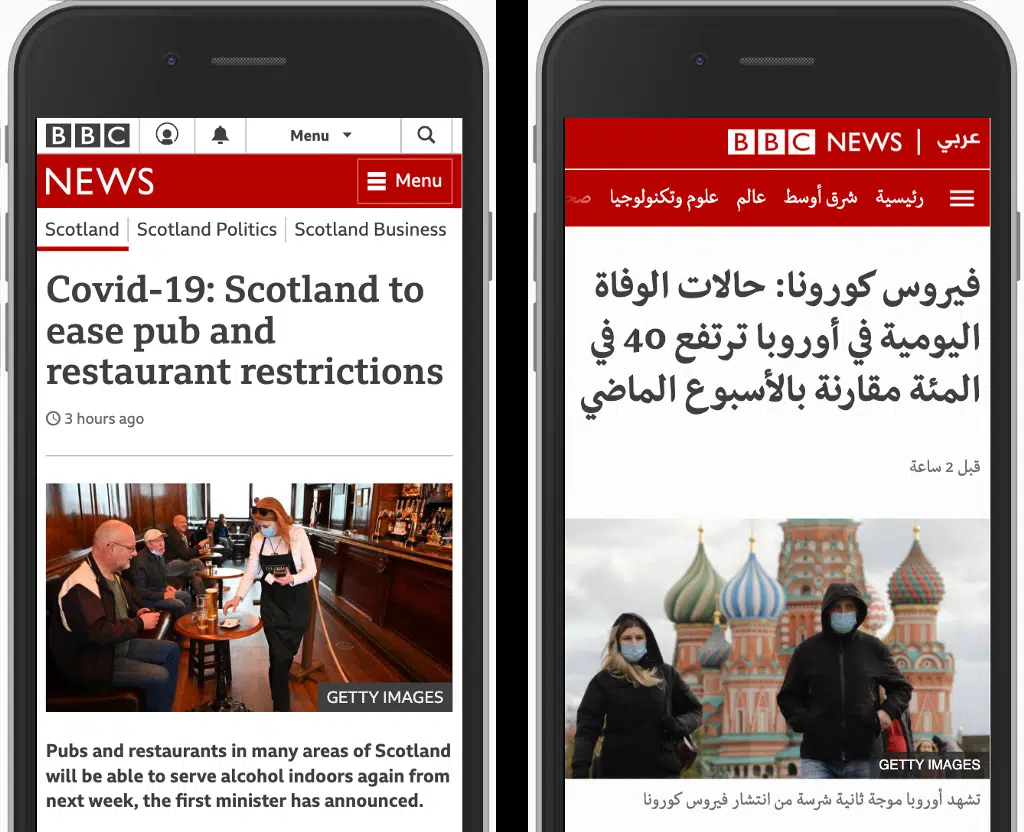 BBC
Menu
NEWS
Menu
Scotland
Scotland Politics
Scotland Business
Covid-19: Scotland to
ease pub and
restaurant restrictions
3 hours ago
GETTY IMAGES
Pubs and restaurants in many areas of Scotland
will be able to serve alcohol indoors again from
next week, the first minister has announced.
BBC NEWS | عربي
رئيسية شرق أوسط عالم علوم وتكنولوجيا
فيروس كورونا: حالات الوفاة
اليومية في أوروبا ترتفع 40 في
المئة مقارنة بالأسبوع الماضي
قبل 2 ساعة
GETTY IMAGES
تشهد أوروبا موجة ثانية شرسة من انتشار فيروس كورونا